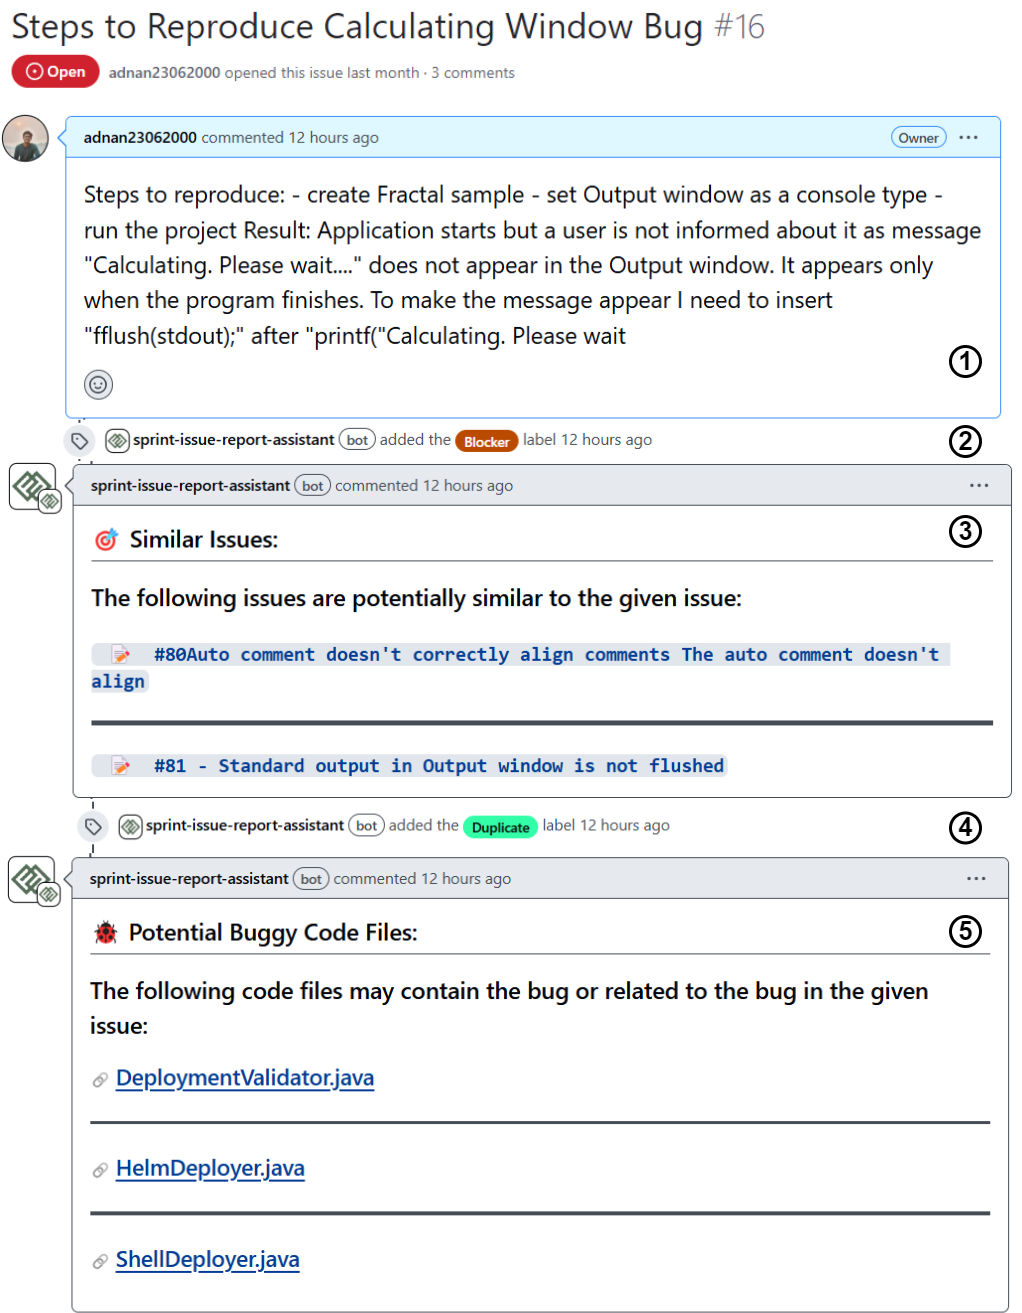 Steps to Reproduce Calculating Window Bug #16
Open adnan23062000 opened this issue last month · 3 comments
adnan23062000 commented 12 hours ago Owner ...
Steps to reproduce: - create Fractal sample - set Output window as a console type -
run the project Result: Application starts but a user is not informed about it as message
"Calculating. Please wait...." does not appear in the Output window. It appears only
when the program finishes. To make the message appear I need to insert
"fflush(stdout);" after "printf("Calculating. Please wait
1
sprint-issue-report-assistant bot added the Blocker label 12 hours ago 2
sprint-issue-report-assistant bot commented 12 hours ago ...
Similar Issues: 3
The following issues are potentially similar to the given issue:
#80Auto comment doesn't correctly align comments The auto comment doesn't
align
#81 - Standard output in Output window is not flushed
sprint-issue-report-assistant bot added the Duplicate label 12 hours ago 4
sprint-issue-report-assistant bot commented 12 hours ago ...
Potential Buggy Code Files: 5
The following code files may contain the bug or related to the bug in the given
issue:
DeploymentValidator.java
HelmDeployer.java
ShellDeployer.java